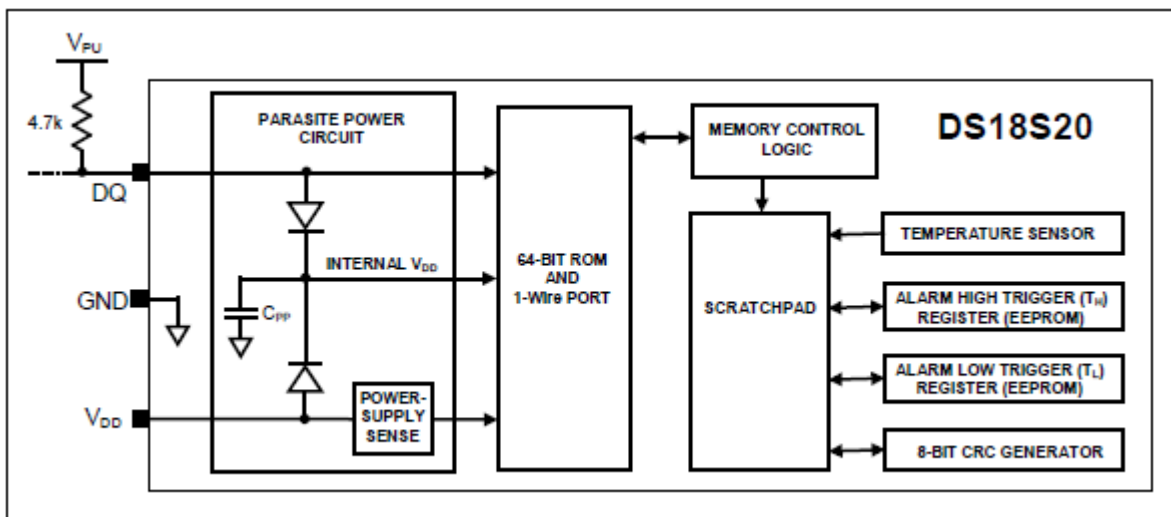 VPU
4.7k
DQ
GND
VDD
PARASITE POWER
CIRCUIT
INTERNAL VDD
CPP
POWER-
SUPPLY
SENSE
64-BIT ROM
AND
1-Wire PORT
MEMORY CONTROL
LOGIC
SCRATCHPAD
DS18S20
TEMPERATURE SENSOR
ALARM HIGH TRIGGER (TH)
REGISTER (EEPROM)
ALARM LOW TRIGGER (TL)
REGISTER (EEPROM)
8-BIT CRC GENERATOR